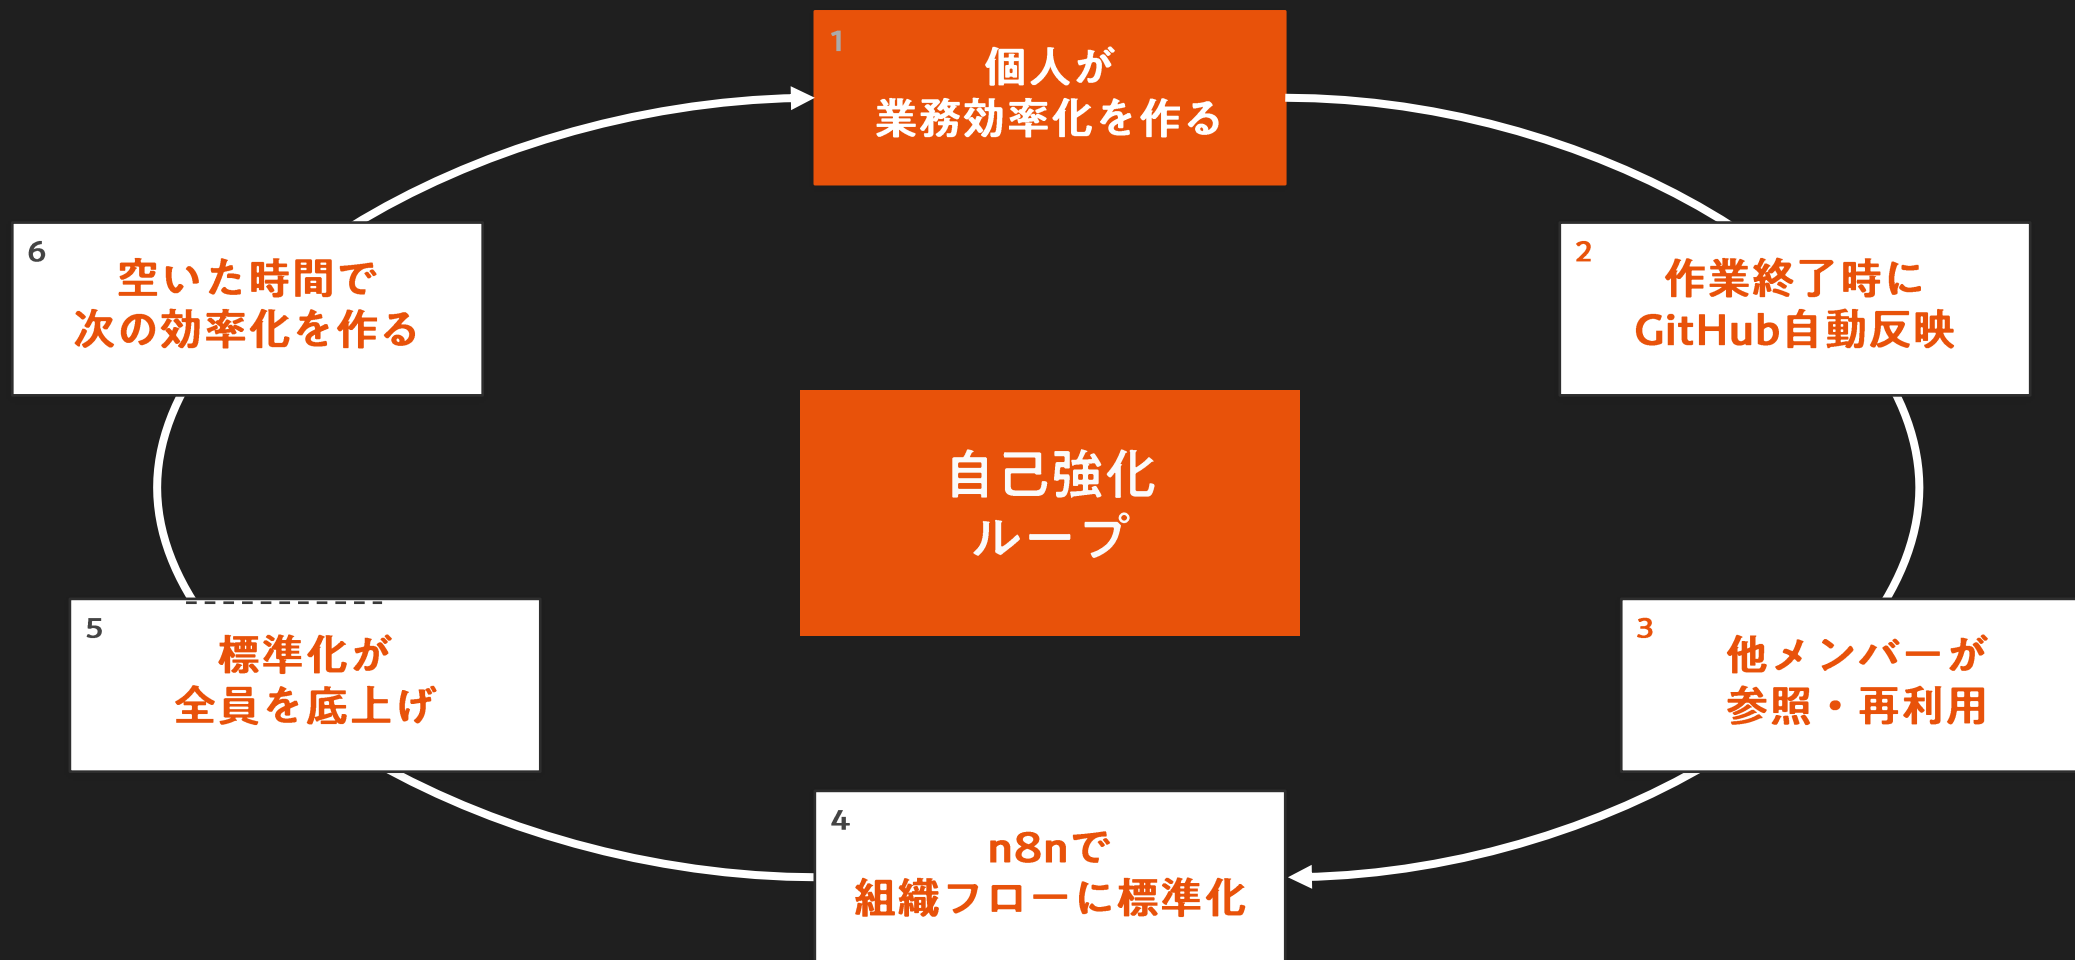 1
個人が
業務効率化を作る
2
作業終了時に
GitHub自動反映
3
他メンバーが
参照・再利用
4
n8nで
組織フローに標準化
5
標準化が
全員を底上げ
6
空いた時間で
次の効率化を作る
自己強化
ループ